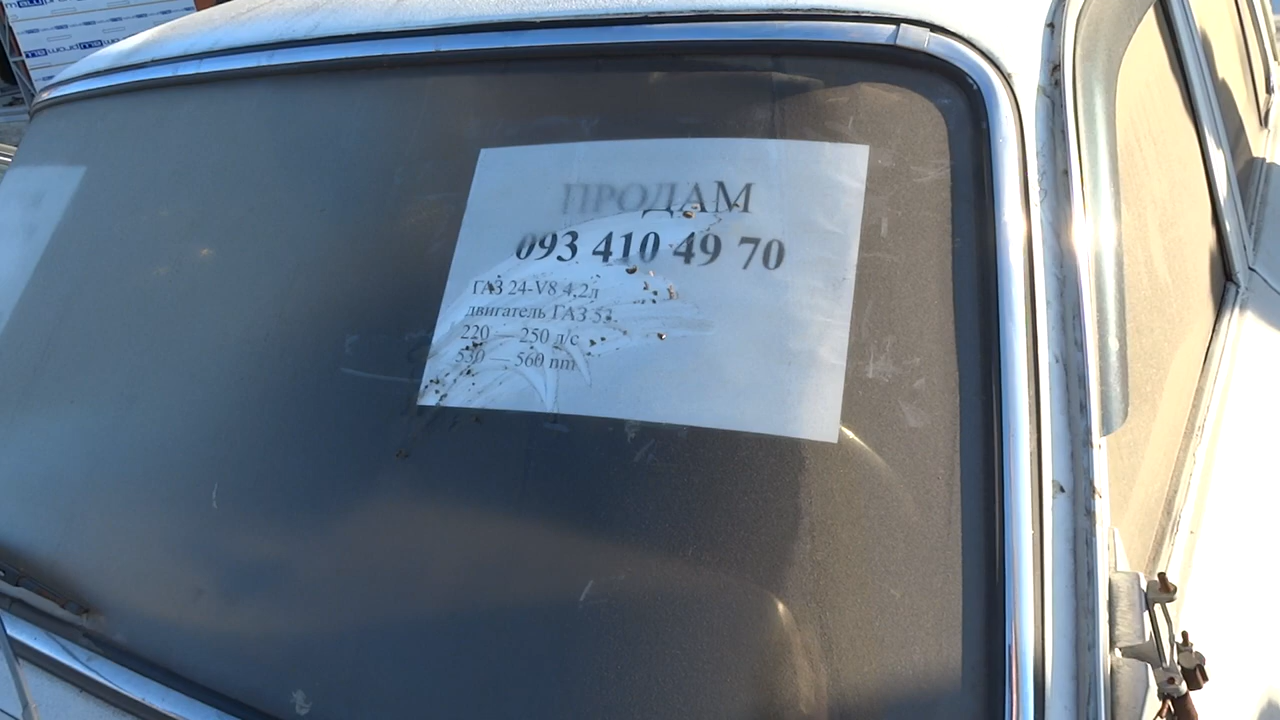 ПРОДАМ
093 410 49 70
ГАЗ 24-V8 4,2л
двигатель ГАЗ 53
220 — 250 л/с
530 — 560 nm